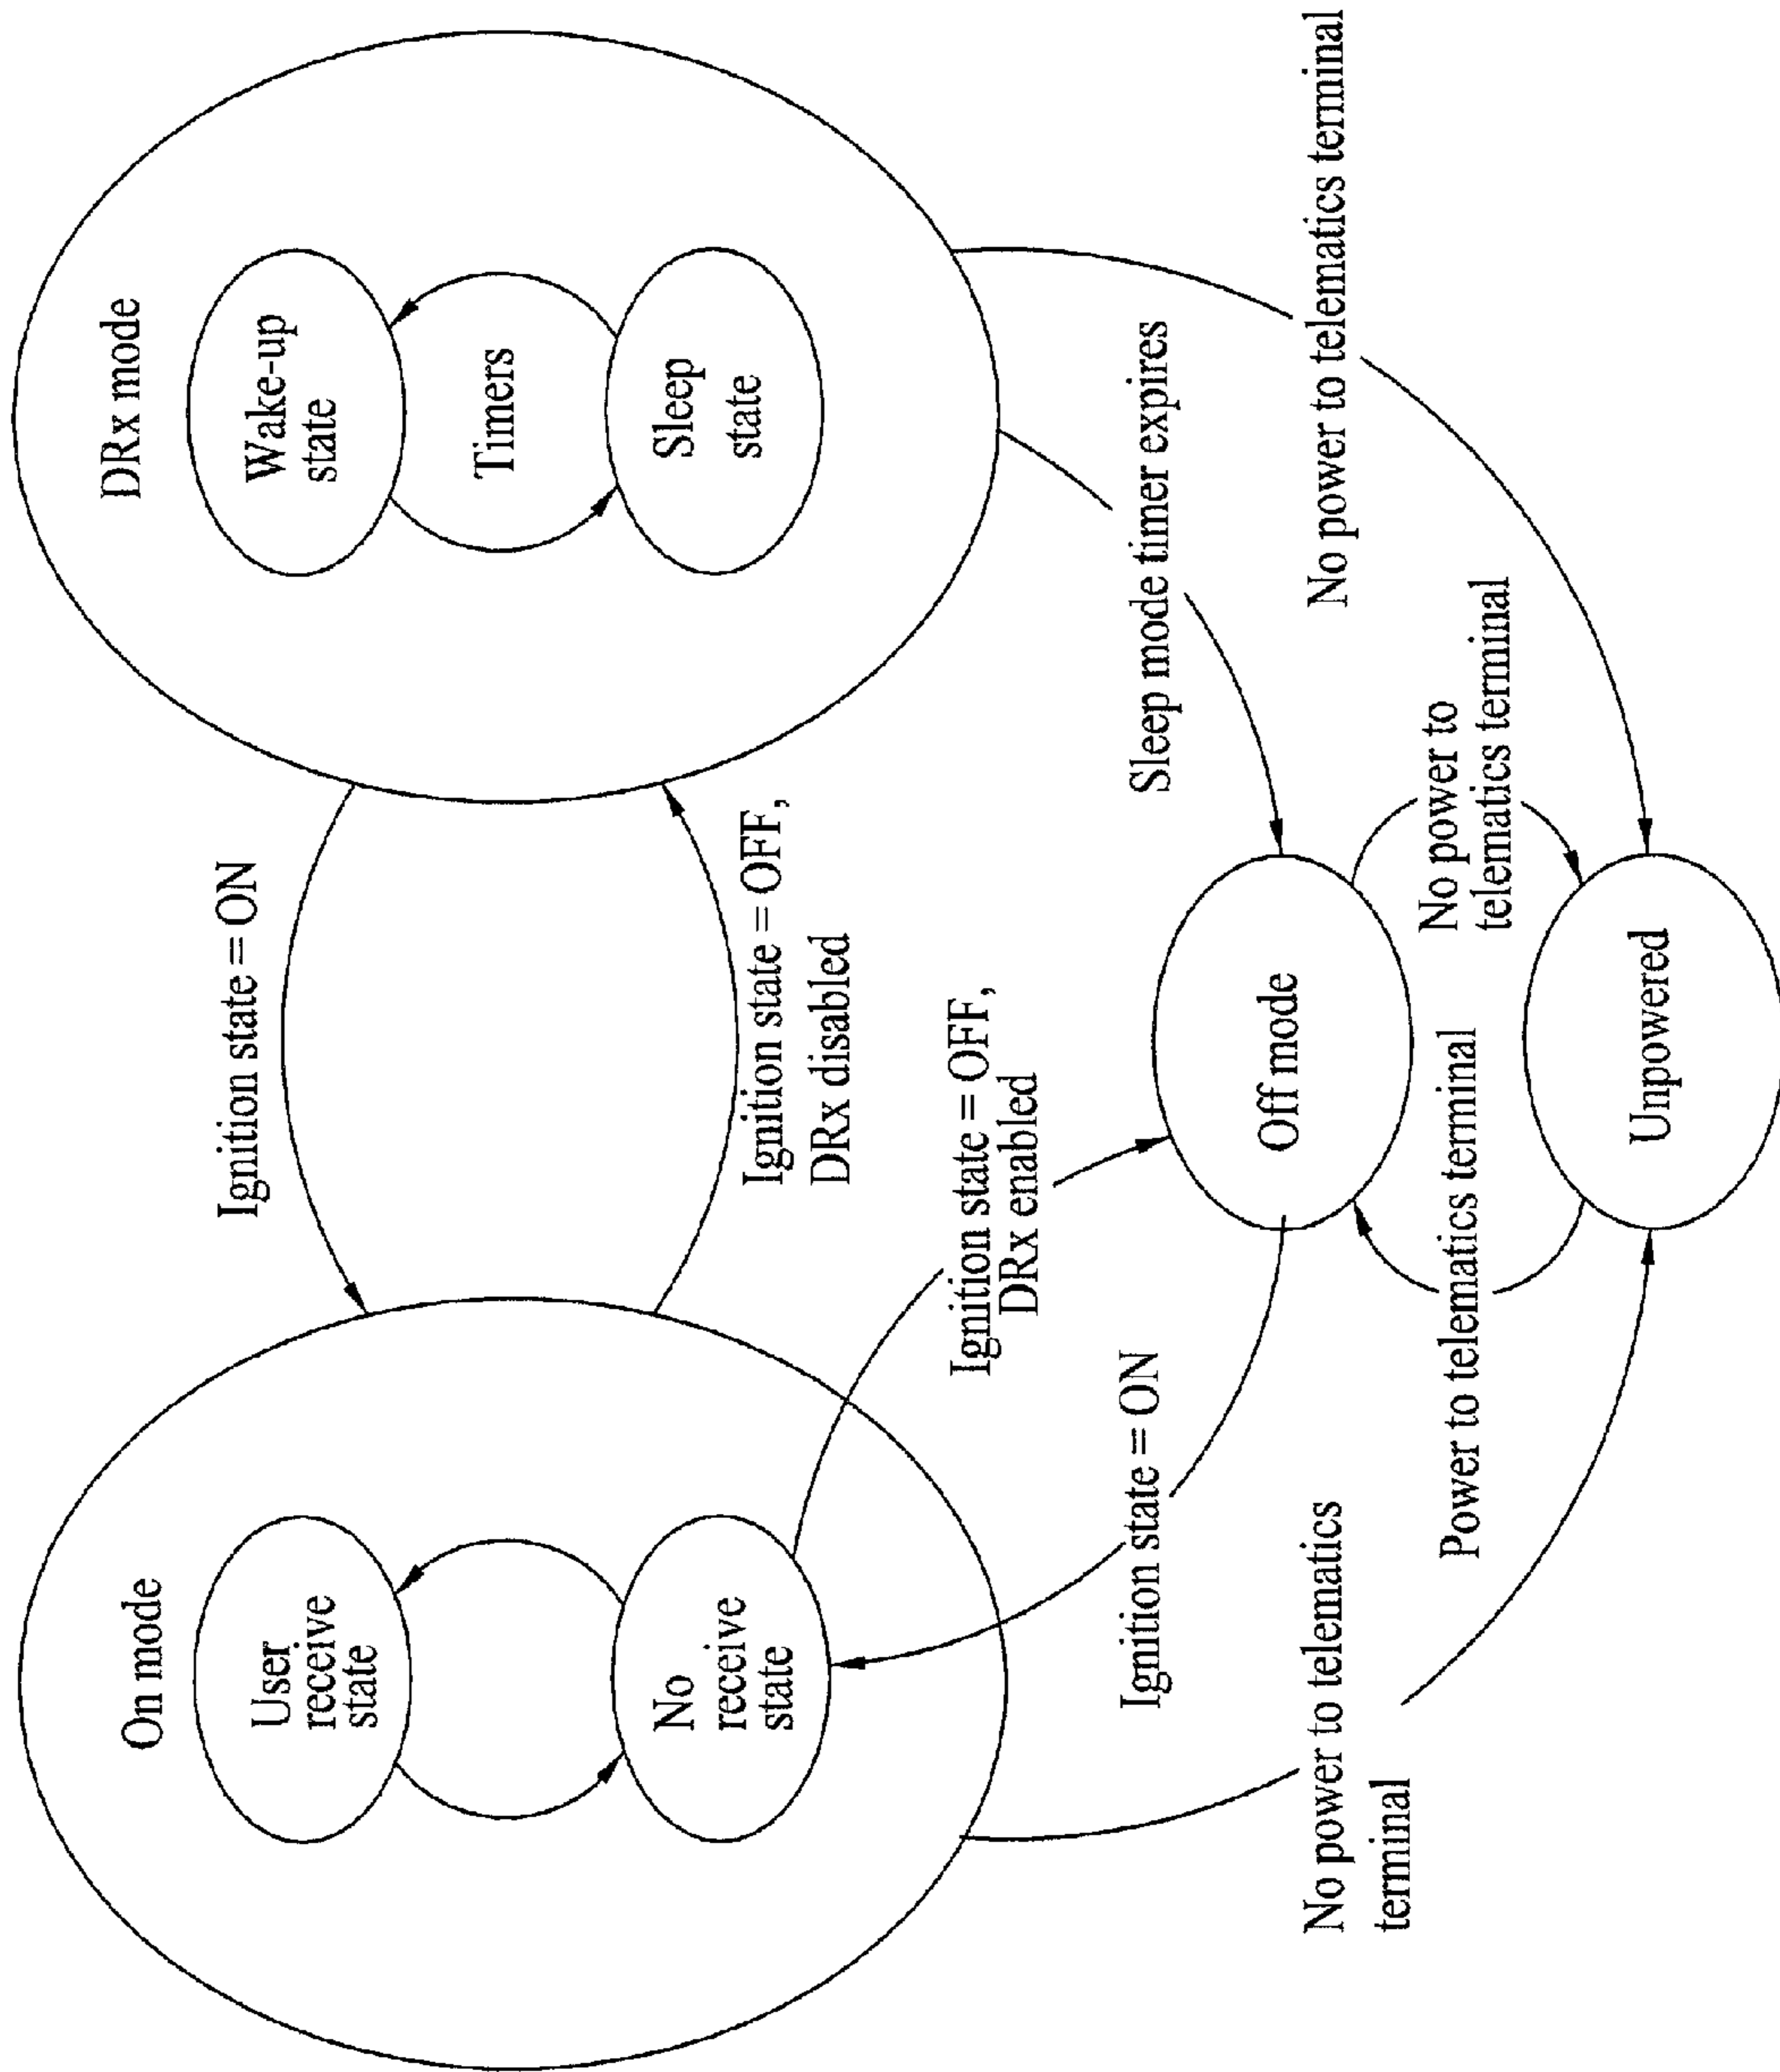 On mode
User
receive
state
No
receive
state
Ignition state = ON
Ignition state = OFF,
DRx disabled
DRx mode
Wake-up
state
Timers
Sleep
state
Ignition state = OFF,
DRx enabled
Ignition state = ON
Sleep mode timer expires
Off mode
No power to telematics
terminal
Power to telematics terminal
No power to
telematics terminal
No power to telematics terminal
Unpowered